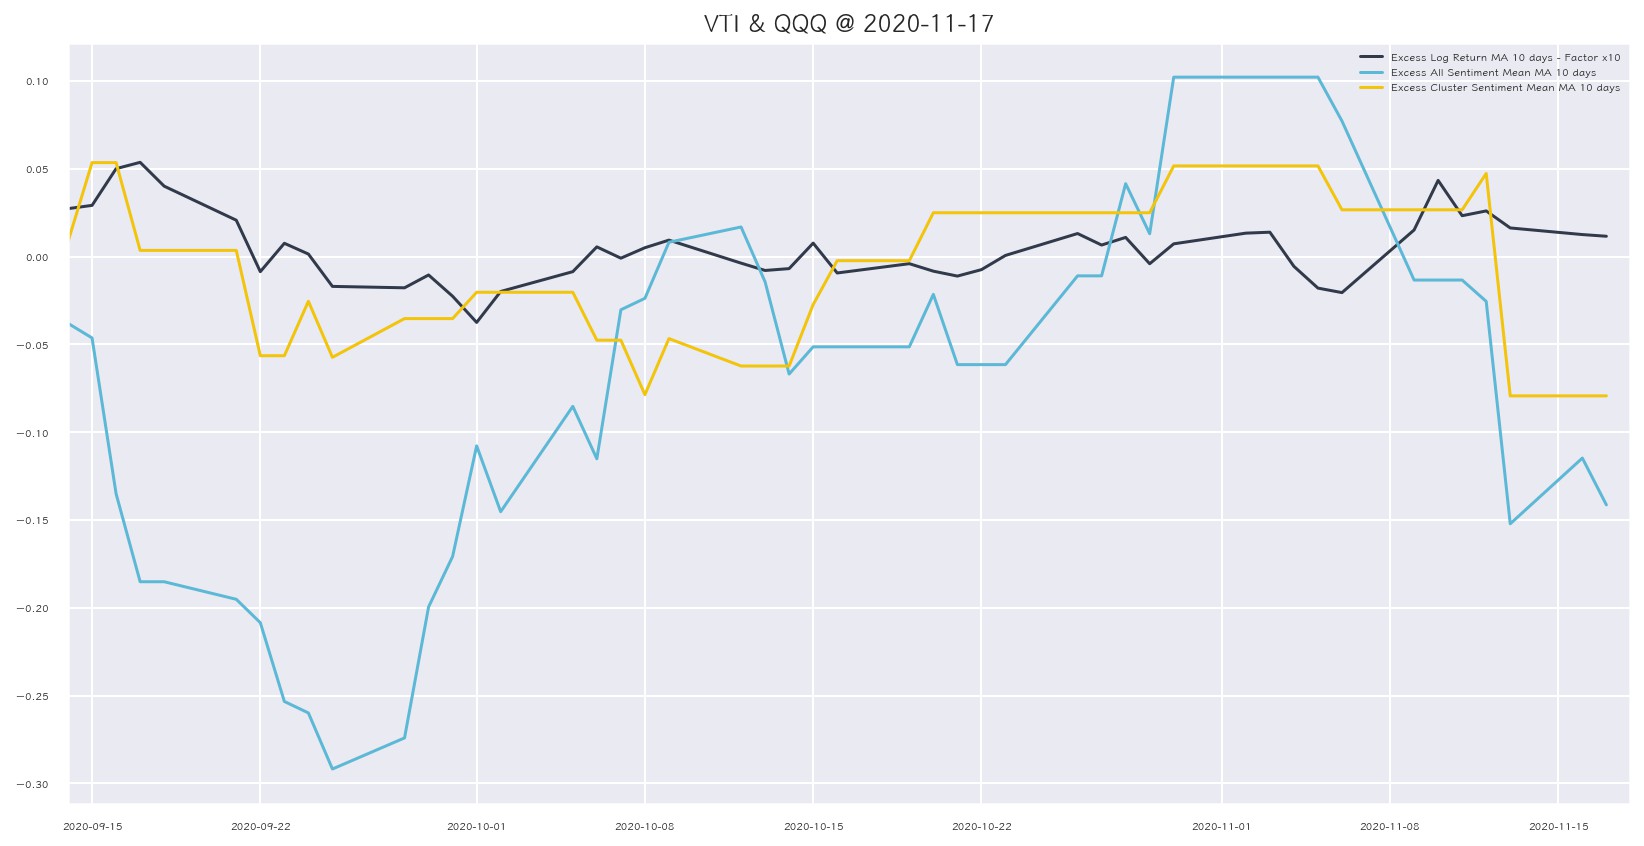 VTI & QQQ @ 2020-11-17
Excess Log Return MA 10 days - Factor x10
Excess All Sentiment Mean MA 10 days
Excess Cluster Sentiment Mean MA 10 days
0.10
0.05
0.00
−0.05
−0.10
−0.15
−0.20
−0.25
−0.30
2020-09-15 2020-09-22 2020-10-01 2020-10-08 2020-10-15 2020-10-22 2020-11-01 2020-11-08 2020-11-15